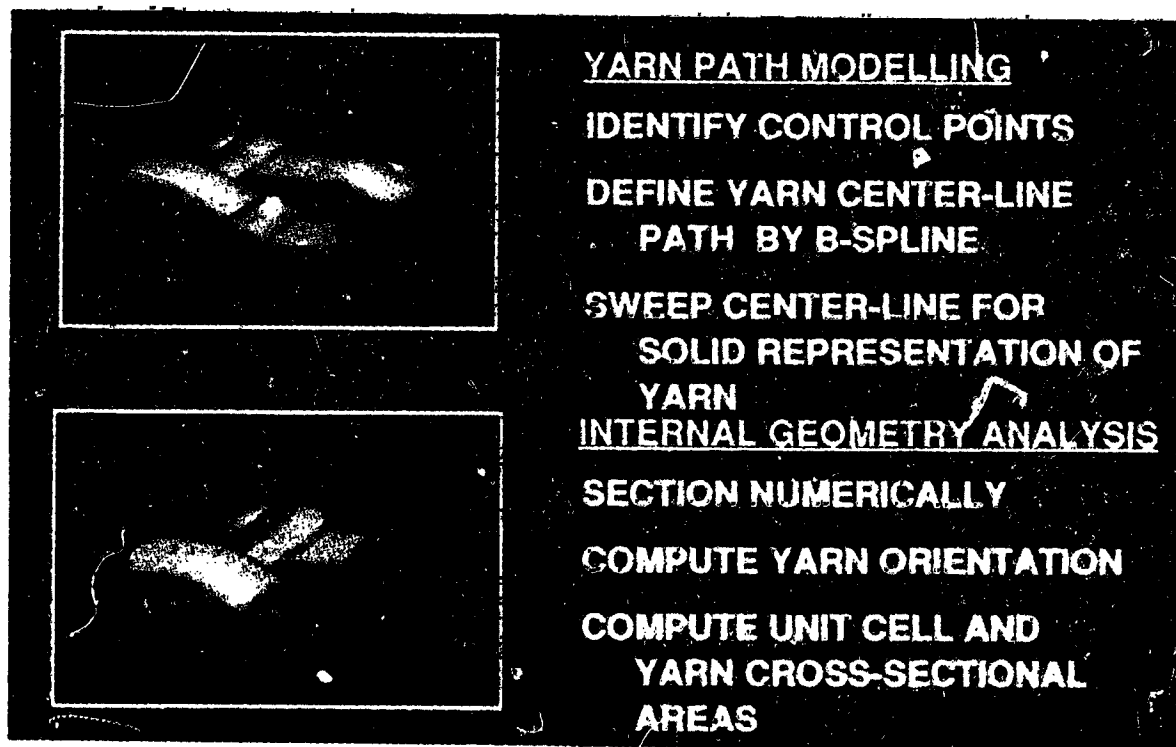 YARN PATH MODELLING
IDENTIFY CONTROL POINTS
DEFINE YARN CENTER-LINE
PATH BY B-SPLINE
SWEEP CENTER-LINE FOR
SOLID REPRESENTATION OF
YARN
INTERNAL GEOMETRY ANALYSIS
SECTION NUMERICALLY
COMPUTE YARN ORIENTATION
COMPUTE UNIT CELL AND
YARN CROSS-SECTIONAL
AREAS